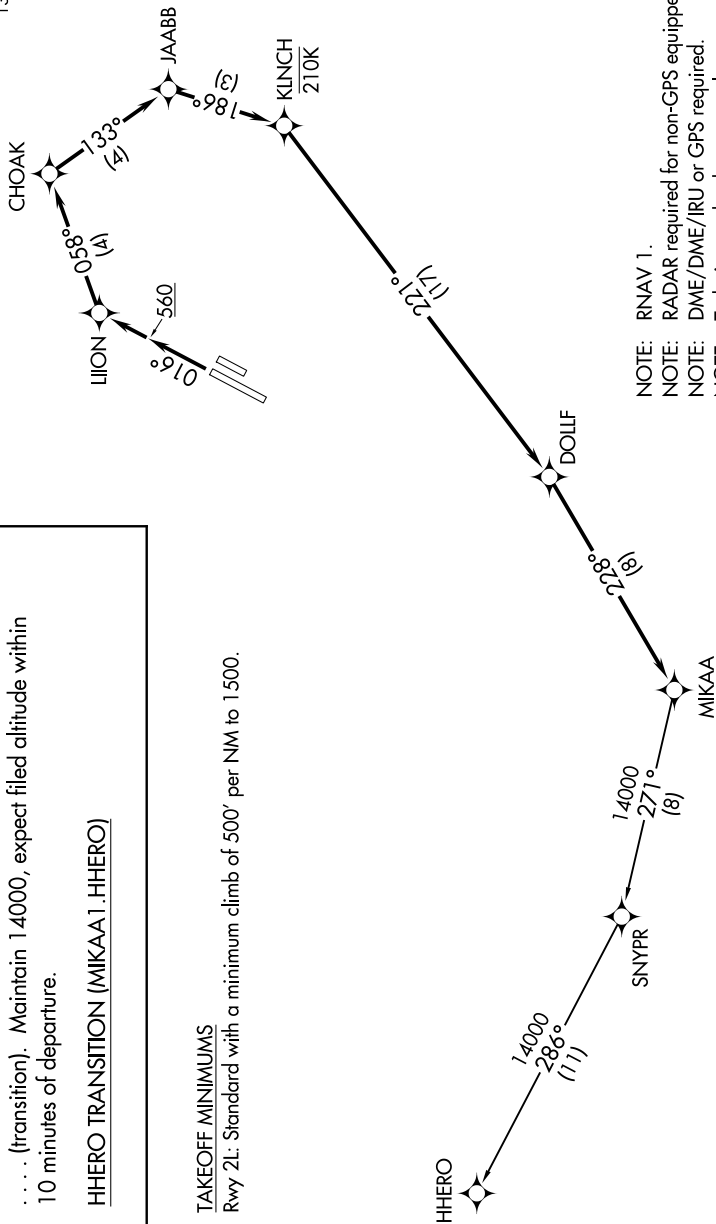 . . . . (transition). Maintain 14000, expect filed altitude within
10 minutes of departure.
HHERO TRANSITION (MIKAA1.HHERO)
TAKEOFF MINIMUMS
Rwy 2L: Standard with a minimum climb of 500' per NM to 1500.
CHOAK
JAABB
133°
(4)
186°
(3)
KLNCH
210K
058°
(4)
LIION
560
016°
221°
(17)
DOLLF
228°
(8)
MIKAA
14000
271°
(8)
SNYPR
14000
286°
(11)
HHERO
NOTE: RNAV 1.
NOTE: RADAR required for non-GPS equippe
NOTE: DME/DME/IRU or GPS required.